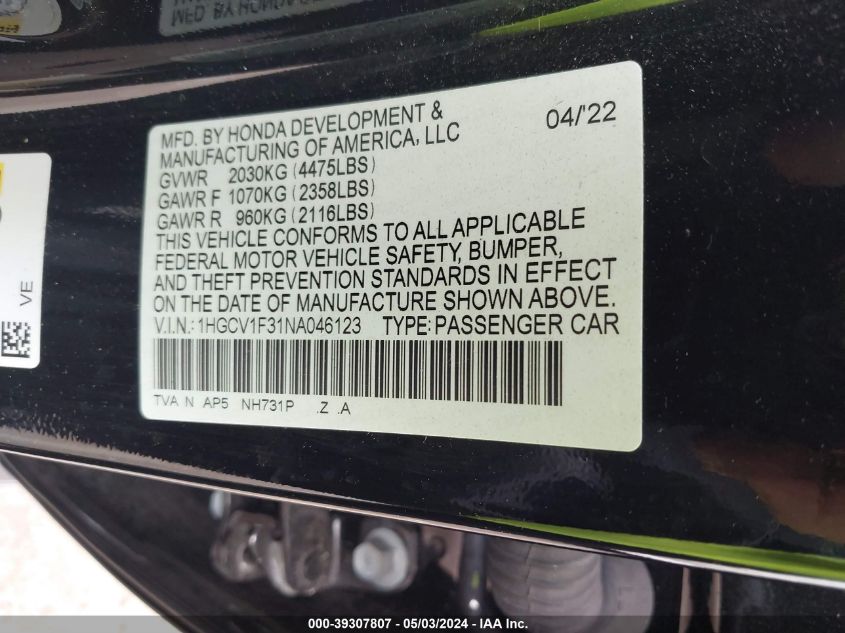 MFD. BY HONDA DEVELOPMENT &
MANUFACTURING OF AMERICA, LLC 04/'22
GVWR 2030KG (4475LBS)
GAWR F 1070KG (2358LBS)
GAWR R 960KG (2116LBS)
THIS VEHICLE CONFORMS TO ALL APPLICABLE
FEDERAL MOTOR VEHICLE SAFETY, BUMPER,
AND THEFT PREVENTION STANDARDS IN EFFECT
ON THE DATE OF MANUFACTURE SHOWN ABOVE.
V.I.N.: 1HGCV1F31NA046123 TYPE: PASSENGER CAR
TVA N AP5 NH731P .Z .A
VE
000-39307807 - 05/03/2024 - IAA Inc.